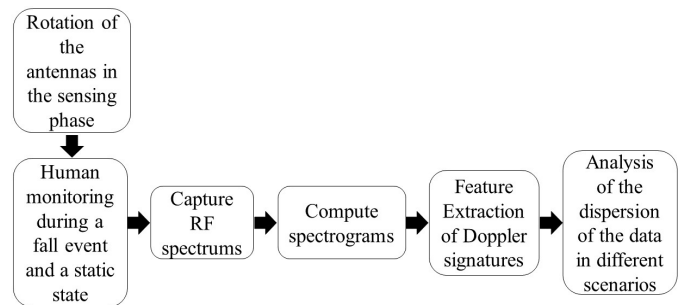 Rotation of
the
antennas in
the sensing
phase
Human
monitoring
during a
fall event
and a static
state
Capture
RF
spectrums
Compute
spectrograms
Feature
Extraction
of Doppler
signatures
Analysis
of the
dispersion
of the data
in different
scenarios